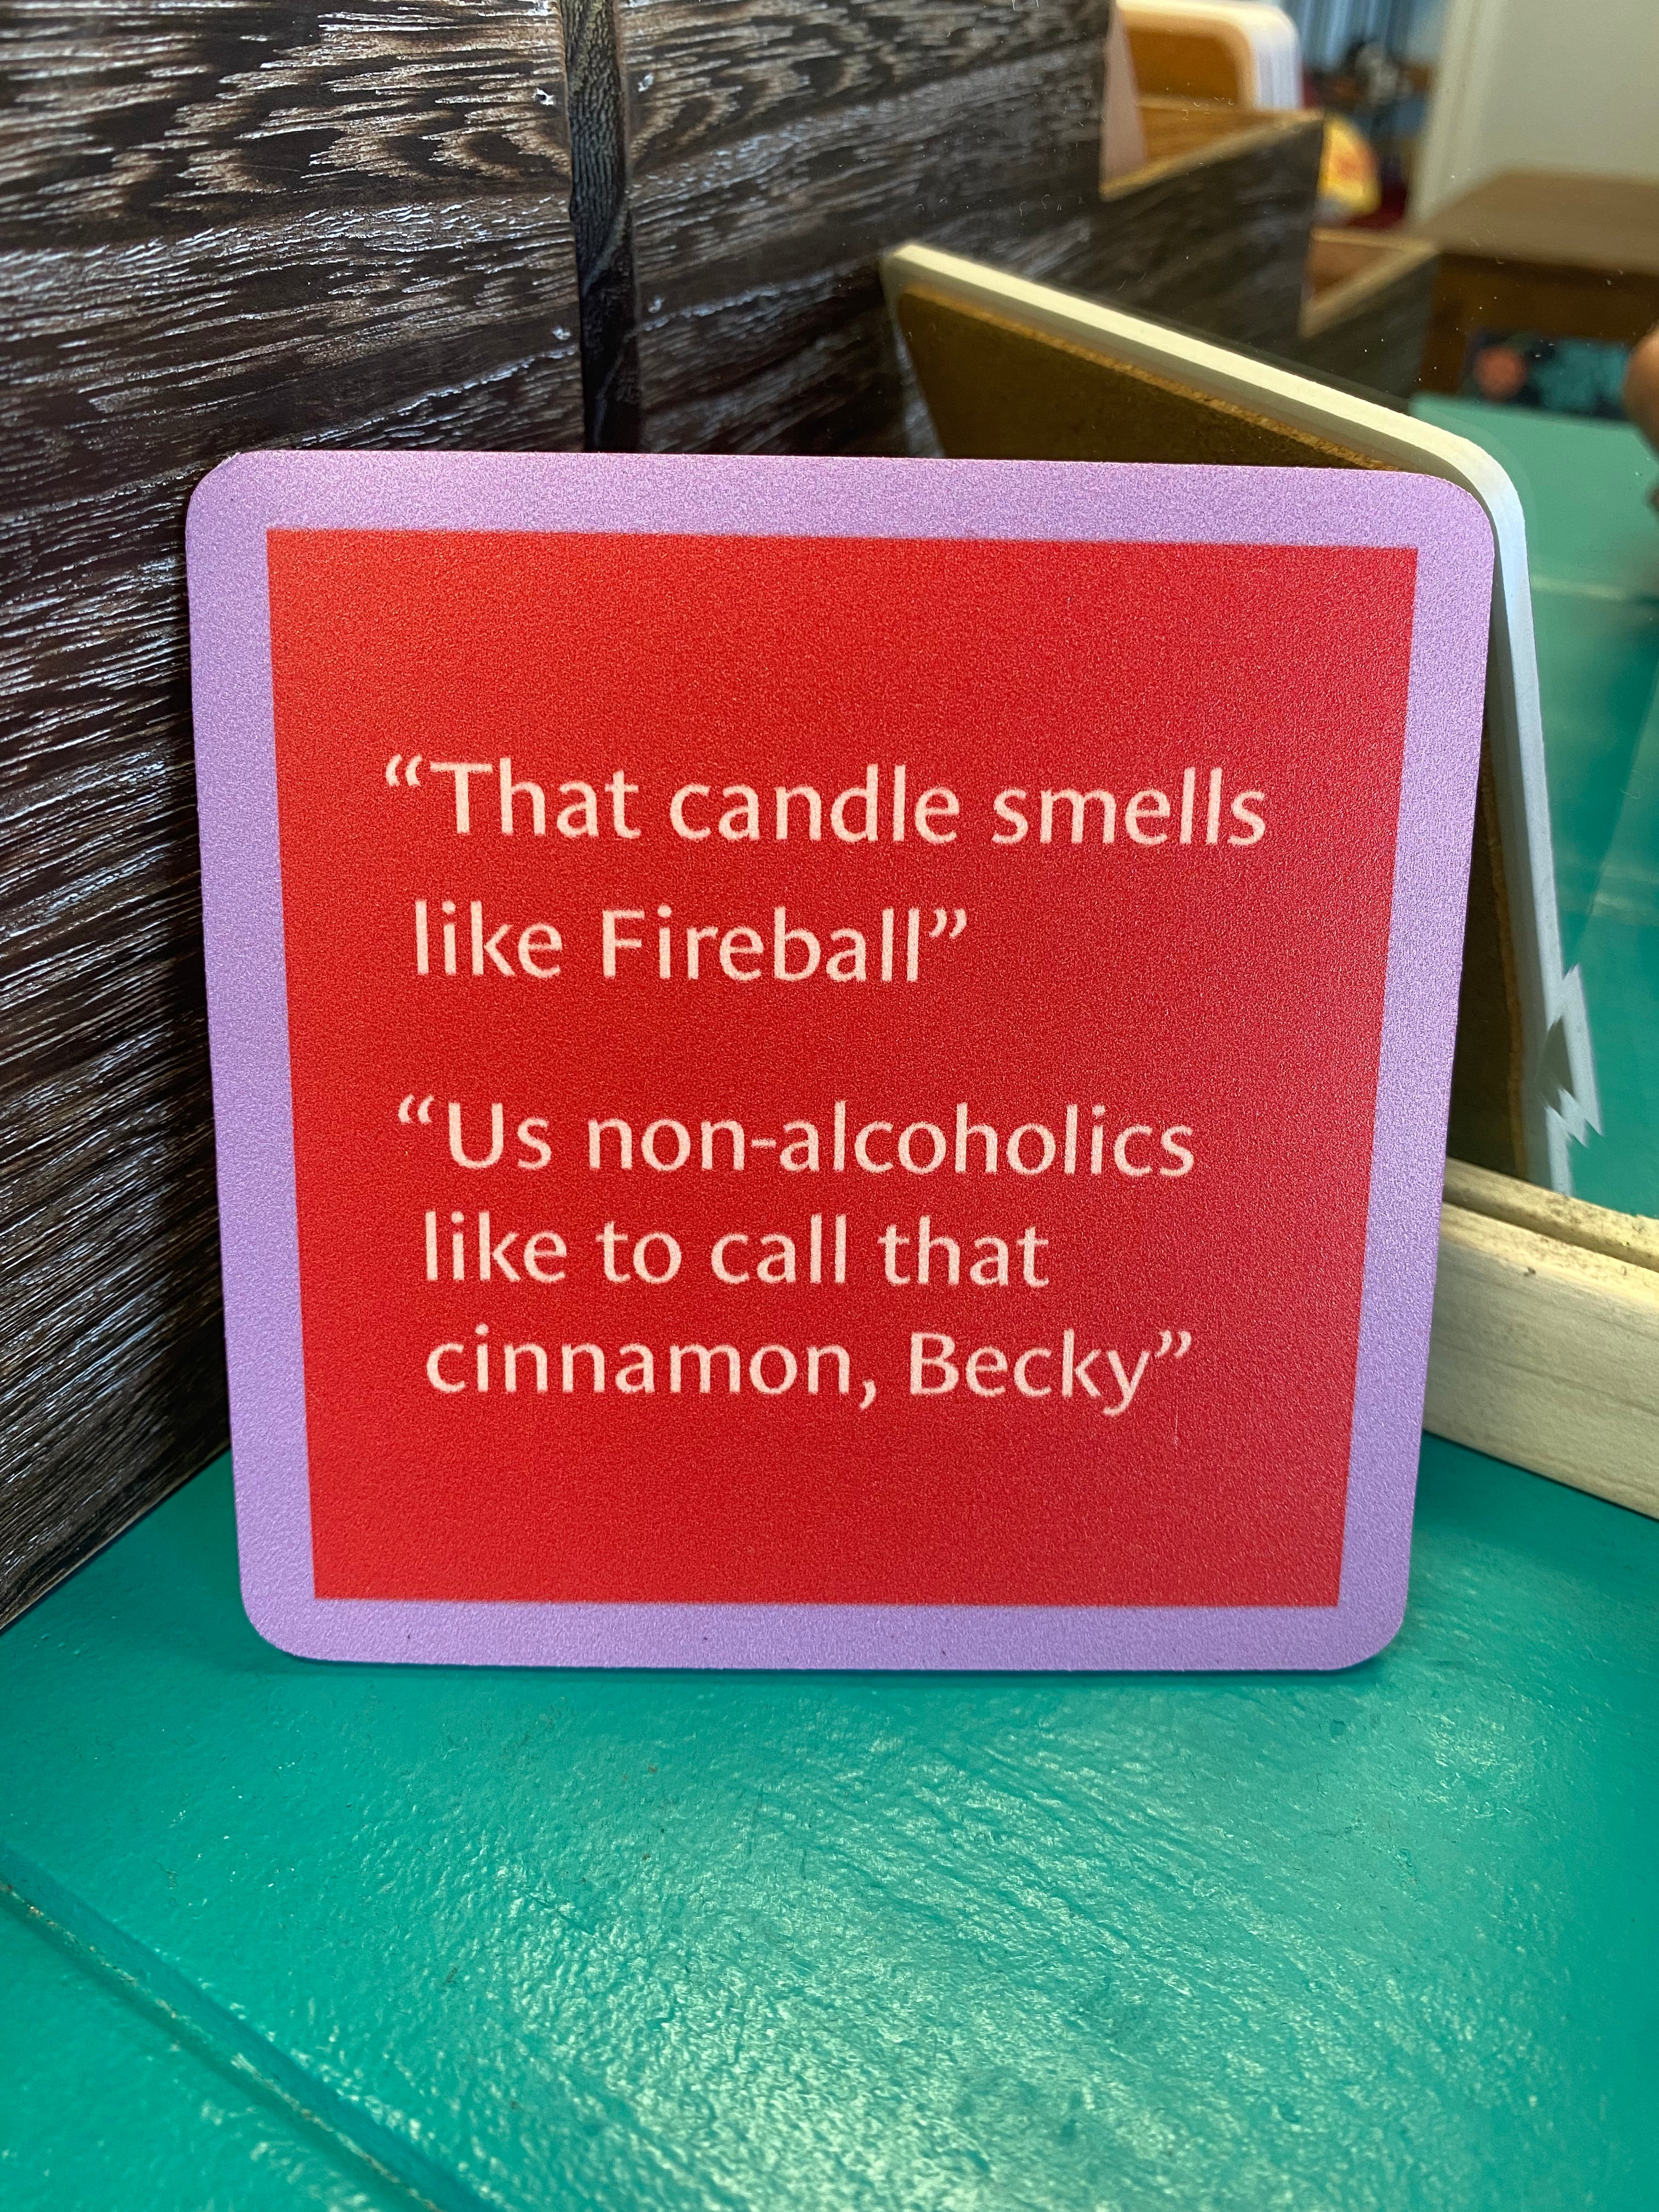 “That candle smells
like Fireball”
“Us non-alcoholics
like to call that
cinnamon, Becky”